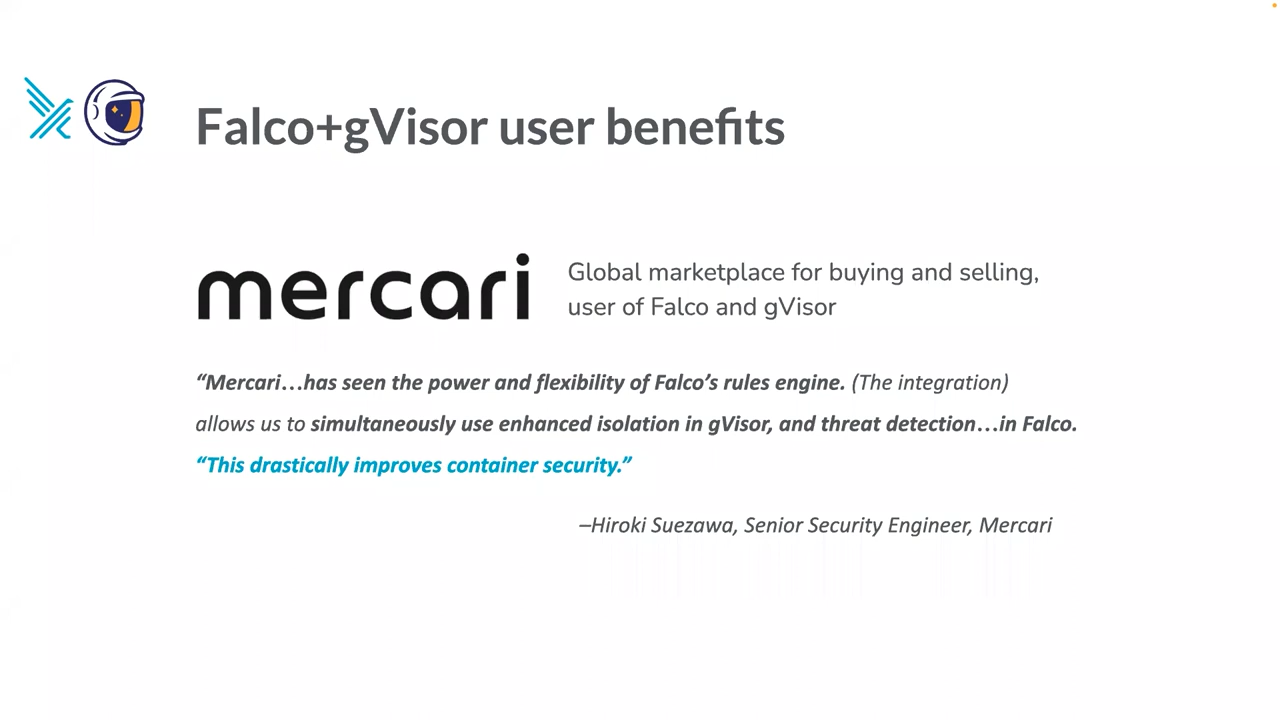 Falco+gVisor user benefits
mercari
Global marketplace for buying and selling,
user of Falco and gVisor
“Mercari…has seen the power and flexibility of Falco’s rules engine. (The integration)
allows us to simultaneously use enhanced isolation in gVisor, and threat detection…in Falco.
“This drastically improves container security.”
–Hiroki Suezawa, Senior Security Engineer, Mercari